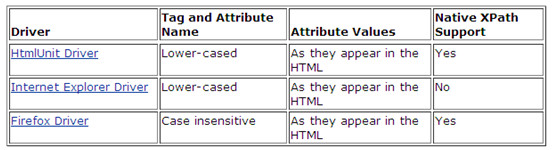 Driver Tag and Attribute Name Attribute Values Native XPath Support
HtmlUnit Driver Lower-cased As they appear in the HTML Yes
Internet Explorer Driver Lower-cased As they appear in the HTML No
Firefox Driver Case insensitive As they appear in the HTML Yes